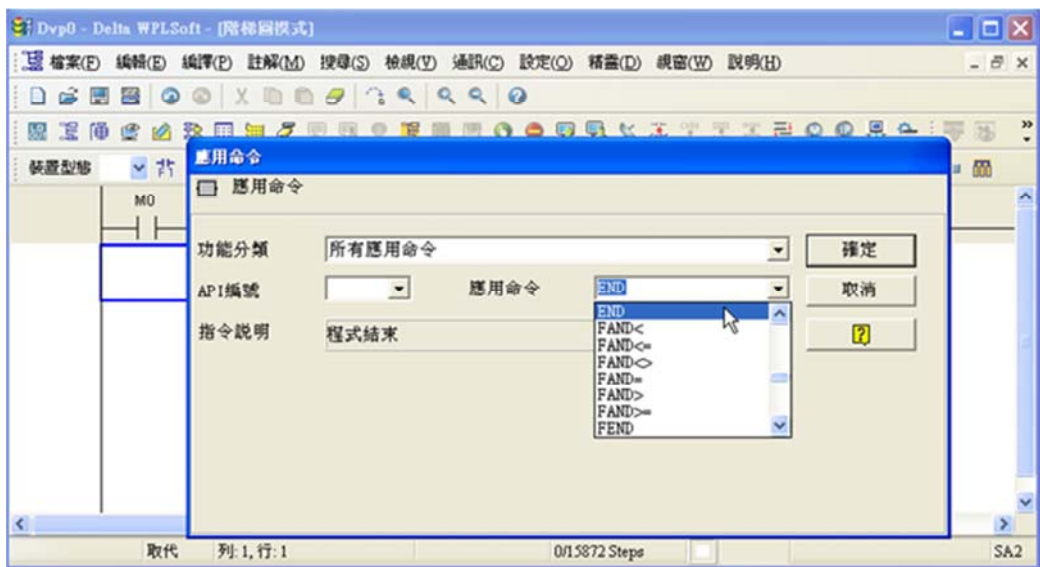 Dvp0 - Delta WPLSoft - [階梯圖模式]
檔案(F) 編輯(E) 編譯(P) 註解(M) 搜尋(S) 檢視(V) 通訊(C) 設定(O) 精靈(D) 視窗(W) 說明(H)
裝置型態
M0
應用命令
應用命令
功能分類 所有應用命令 確定
API編號 應用命令 END 取消
指令說明 程式結束
END
FAND<
FAND<=
FAND<>
FAND=
FAND>
FAND>=
FEND
取代 列: 1, 行: 1 0/15872 Steps SA2